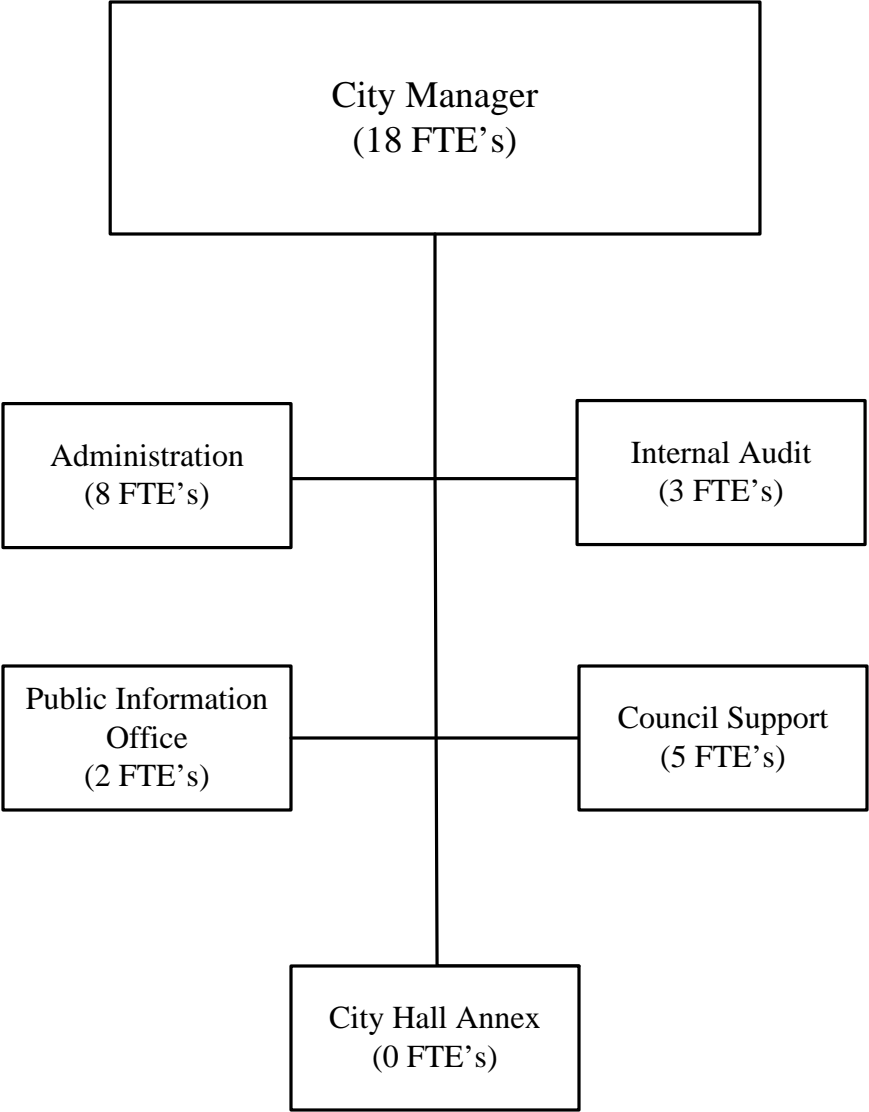 City Manager
(18 FTE’s)
Administration
(8 FTE’s)
Internal Audit
(3 FTE’s)
Public Information
Office
(2 FTE’s)
Council Support
(5 FTE’s)
City Hall Annex
(0 FTE’s)